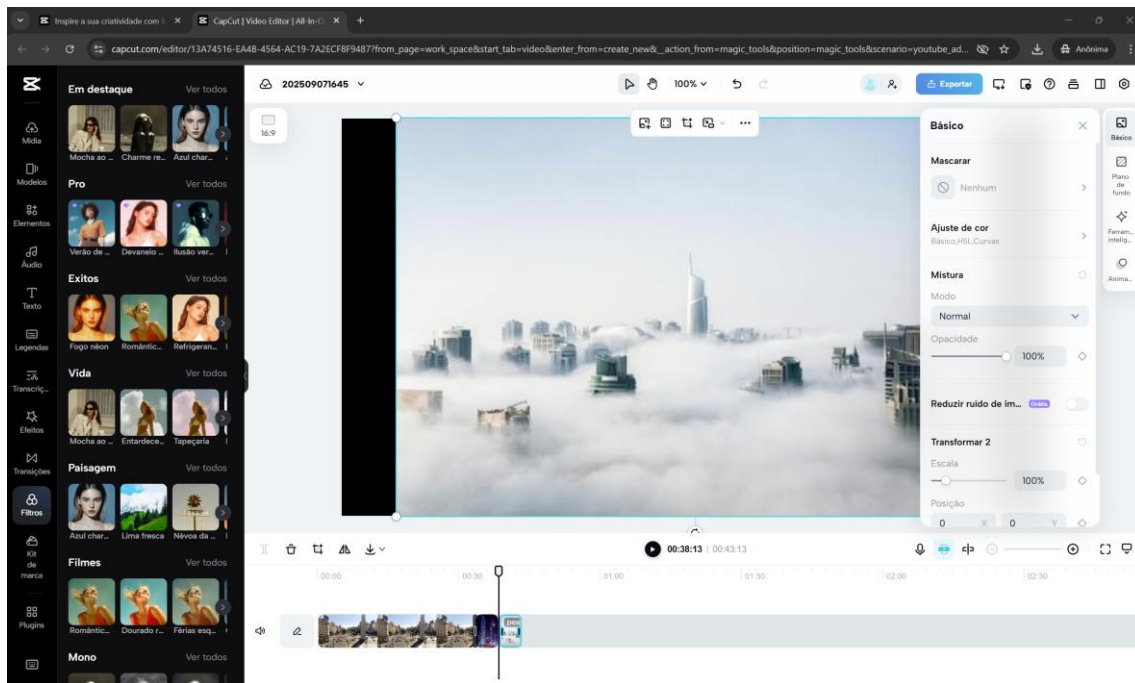 Inspire a sua criatividade com
CapCut | Video Editor | All-In-O
capcut.com/editor/13A74516-EA4B-4564-AC19-7A2ECF8F9487?from_page=work_space&start_tab=video&enter_from=create_new&_action_from=magic_tools&position=magic_tools&scenario=youtube_ad...
Anônima
Mídia
Modelos
Elementos
Áudio
Texto
Legendas
Transcriç...
Efeitos
Transições
Filtros
Kit de marca
Plugins
Em destaque Ver todos
Mocha ao ... Charme re... Azul char...
Pro Ver todos
Verão de ... Devaneio ... Ilusão ver...
Exitos Ver todos
Fogo néon Romântic... Refrigeran...
Vida Ver todos
Mocha ao ... Entardece... Tapeçaria
Paisagem Ver todos
Azul char... Lima fresca Névoa da ...
Filmes Ver todos
Romântic... Dourado r... Férias esq...
Mono Ver todos
202509071645
100%
Exportar
16:9
Básico
Mascarar
Nenhum
Ajuste de cor
Básico,HSL,Curvas
Mistura
Modo
Normal
Opacidade
100%
Reduzir ruido de im... Grátis
Transformar 2
Escala
100%
Posição
0 X 0 Y
Básico
Plano de fundo
Ferram... intelig...
Anima...
00:38:13 | 00:43:13
00:00 00:30 01:00 01:30 02:00 02:30
pex